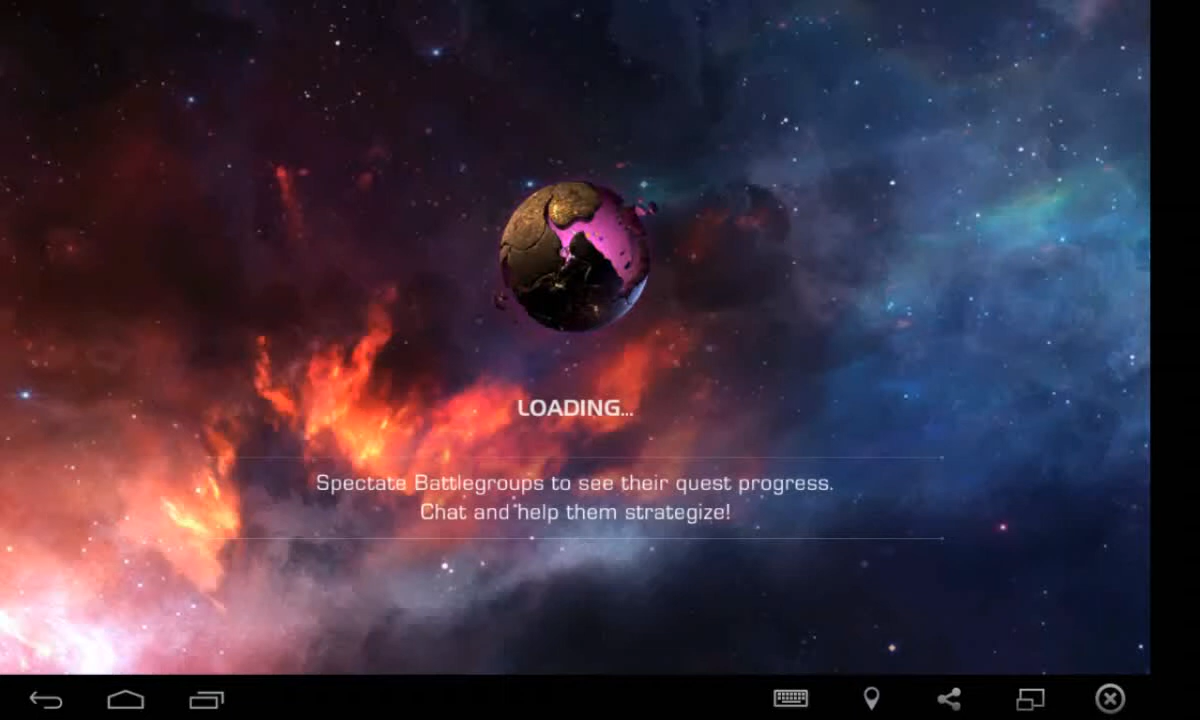 LOADING...
Spectate Battlegroups to see their quest progress.
Chat and help them strategize!